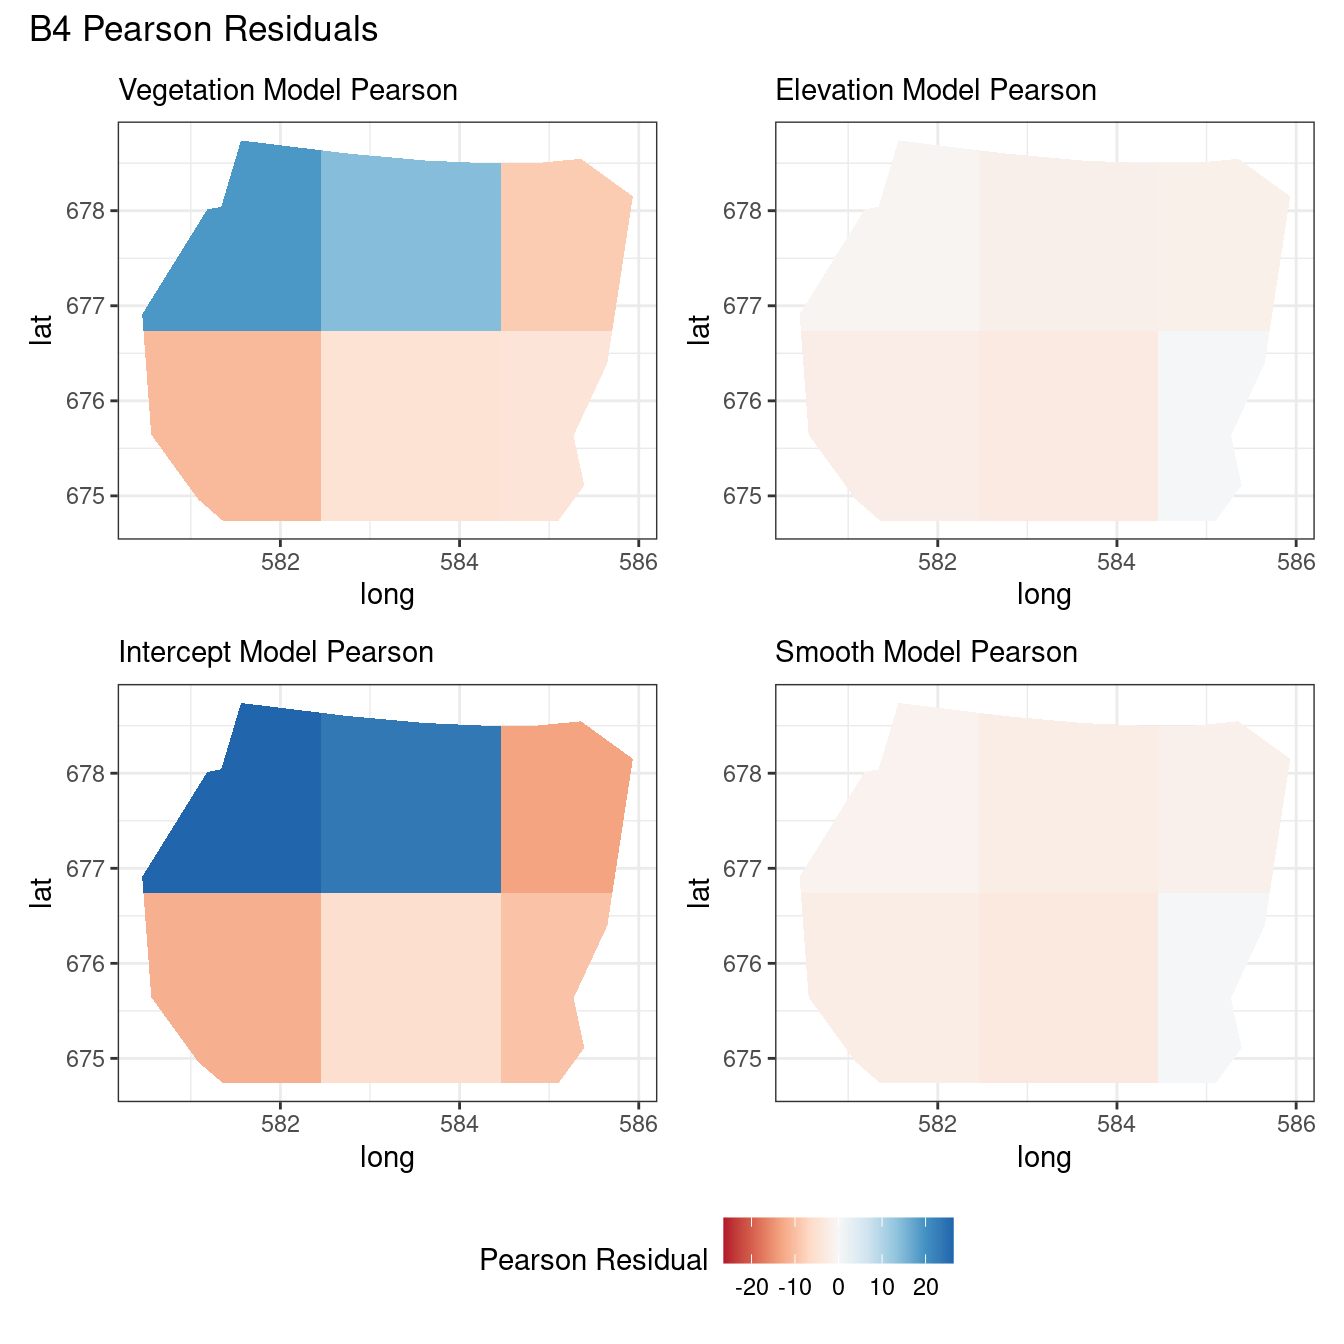 B4 Pearson Residuals
Vegetation Model Pearson
678
677
676
675
lat
582
584
586
long
Elevation Model Pearson
678
677
676
675
lat
582
584
586
long
Intercept Model Pearson
678
677
676
675
lat
582
584
586
long
Smooth Model Pearson
678
677
676
675
lat
582
584
586
long
Pearson Residual
-20 -10 0 10 20